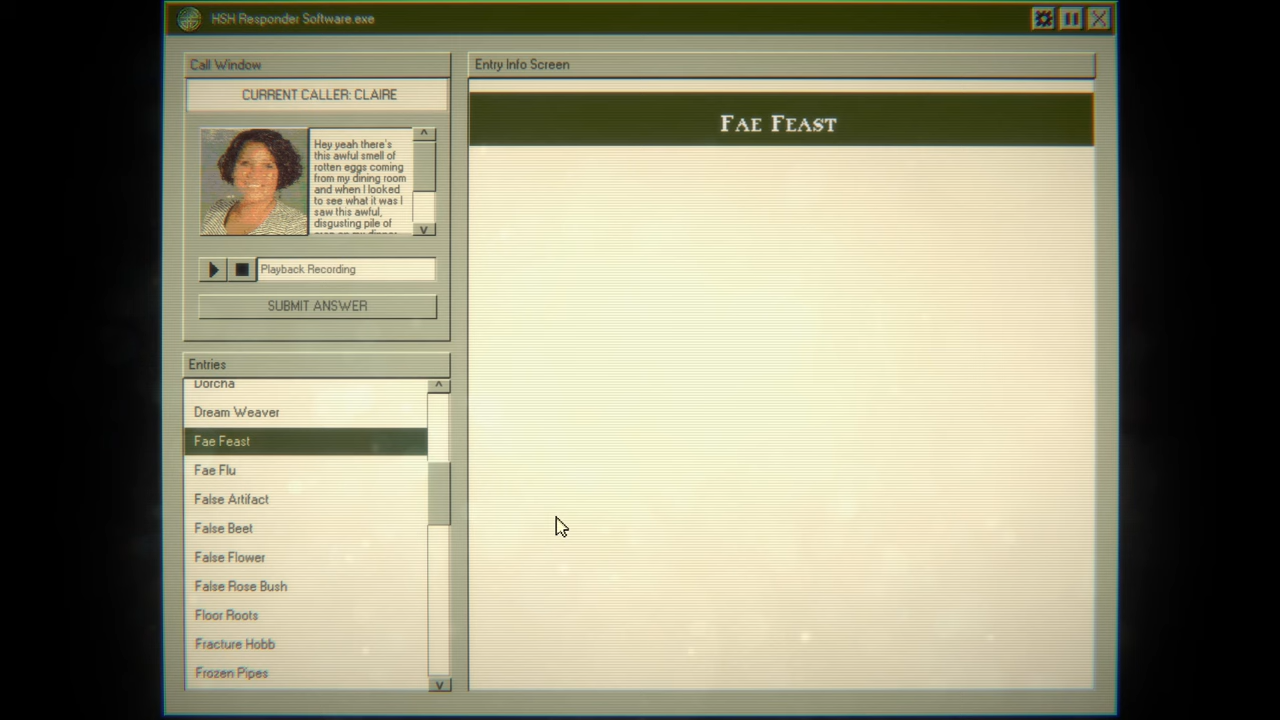 HSH Responder Software.exe
Call Window
CURRENT CALLER: CLAIRE
Hey yeah there's
this awful smell of
rotten eggs coming
from my dining room
and when I looked
to see what it was I
saw this awful,
disgusting pile of
Playback Recording
SUBMIT ANSWER
Entries
Dorcha
Dream Weaver
Fae Feast
Fae Flu
False Artifact
False Beet
False Flower
False Rose Bush
Floor Roots
Fracture Hobb
Frozen Pipes
Entry Info Screen
Fae Feast